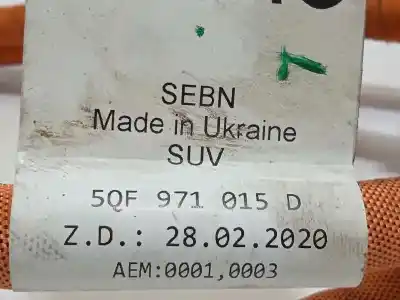 SEBN
Made in Ukraine
SUV
5QF 971 015 D
Z.D.: 28.02.2020
AEM:0001,0003